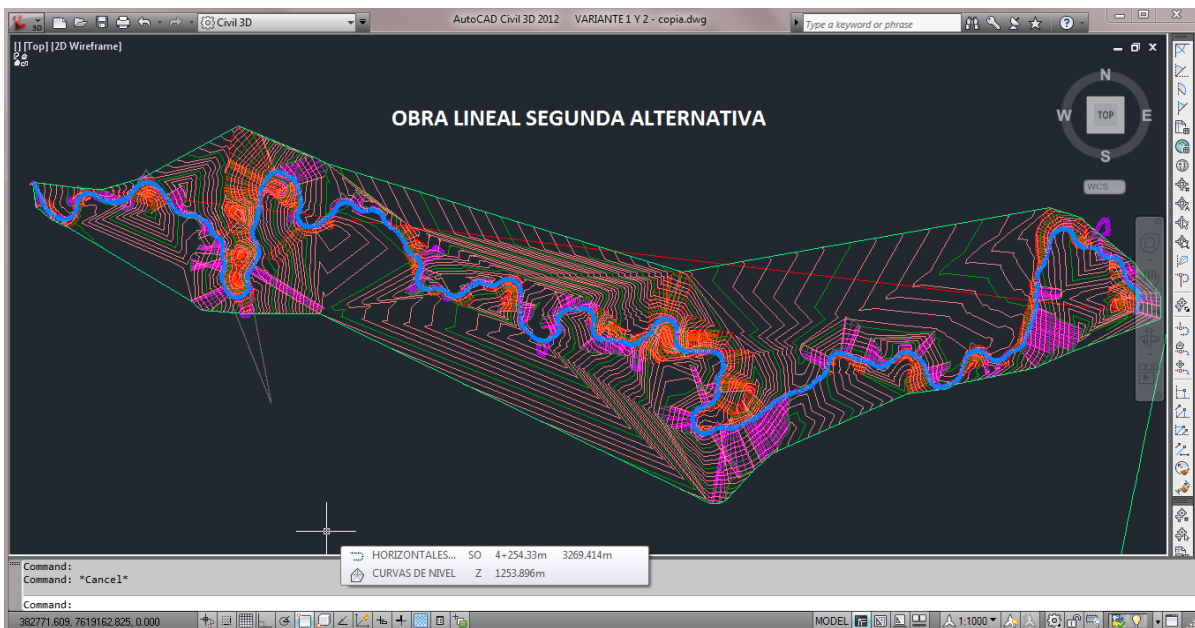 3D
Civil 3D
AutoCAD Civil 3D 2012 VARIANTE 1 Y 2 - copia.dwg
Type a keyword or phrase
[] [Top] [2D Wireframe]
OBRA LINEAL SEGUNDA ALTERNATIVA
N
W TOP E
S
WCS
HORIZONTALES... SO 4+254.33m 3269.414m
CURVAS DE NIVEL Z 1253.896m
Command:
Command: *Cancel*
Command:
382771.609, 7619162.825, 0.000
MODEL
1:1000